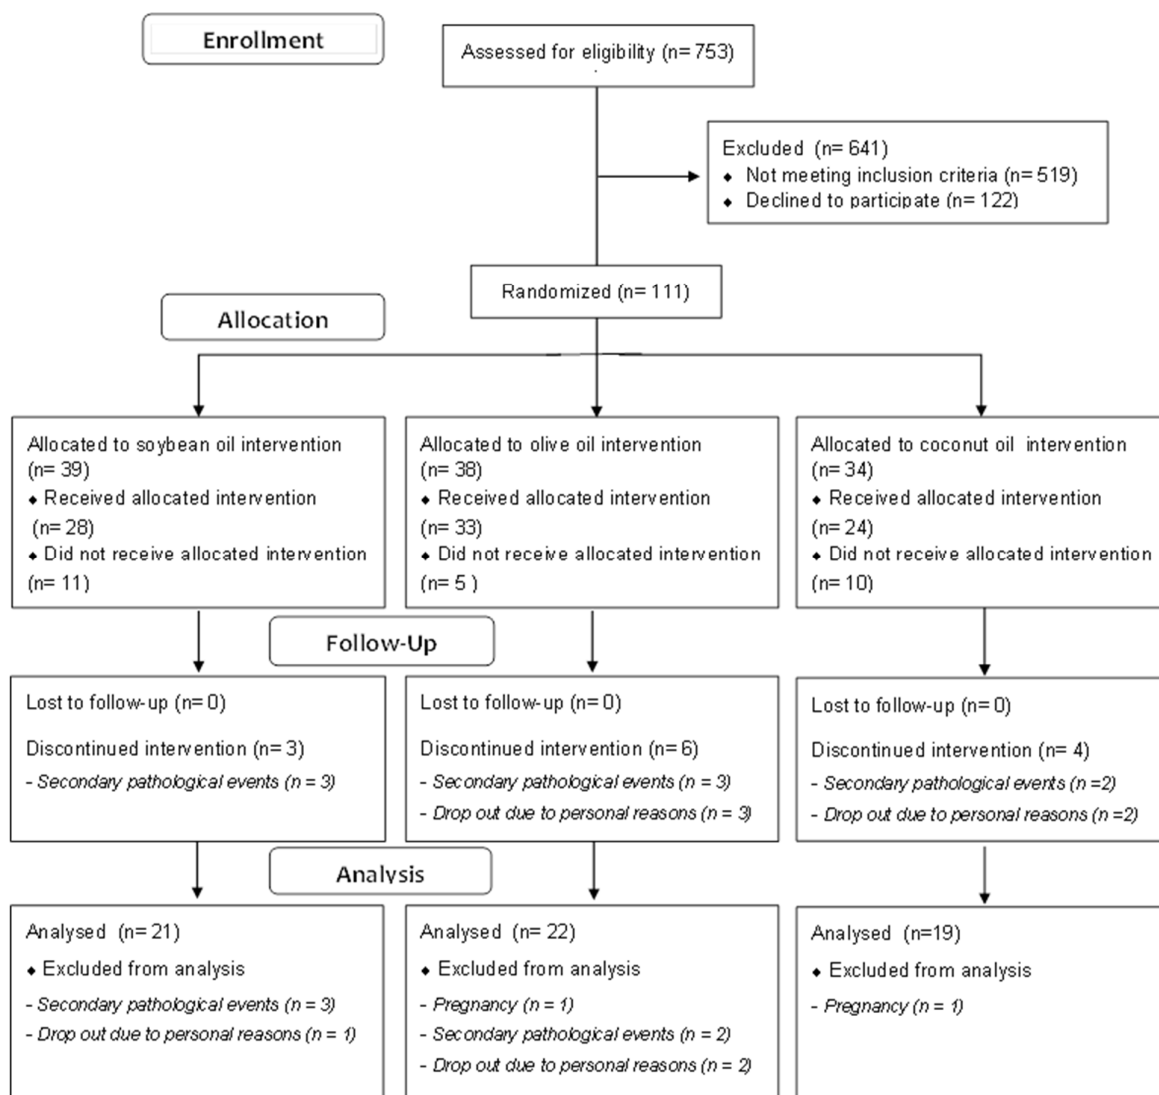 Enrollment
Assessed for eligibility (n= 753)
Excluded (n= 641)
♦ Not meeting inclusion criteria (n= 519)
♦ Declined to participate (n= 122)
Randomized (n= 111)
Allocation
Allocated to soybean oil intervention
(n= 39)
♦ Received allocated intervention
(n= 28)
♦ Did not receive allocated intervention
(n= 11)
Allocated to olive oil intervention
(n= 38)
♦ Received allocated intervention
(n= 33)
♦ Did not receive allocated intervention
(n= 5 )
Allocated to coconut oil intervention
(n= 34)
♦ Received allocated intervention
(n= 24)
♦ Did not receive allocated intervention
(n= 10)
Follow-Up
Lost to follow-up (n= 0)
Discontinued intervention (n= 3)
- Secondary pathological events (n = 3)
Lost to follow-up (n= 0)
Discontinued intervention (n= 6)
- Secondary pathological events (n = 3)
- Drop out due to personal reasons (n = 3)
Lost to follow-up (n= 0)
Discontinued intervention (n= 4)
- Secondary pathological events (n =2)
- Drop out due to personal reasons (n =2)
Analysis
Analysed (n= 21)
♦ Excluded from analysis
- Secondary pathological events (n = 3)
- Drop out due to personal reasons (n = 1)
Analysed (n= 22)
♦ Excluded from analysis
- Pregnancy (n = 1)
- Secondary pathological events (n = 2)
- Drop out due to personal reasons (n = 2)
Analysed (n=19)
♦ Excluded from analysis
- Pregnancy (n = 1)